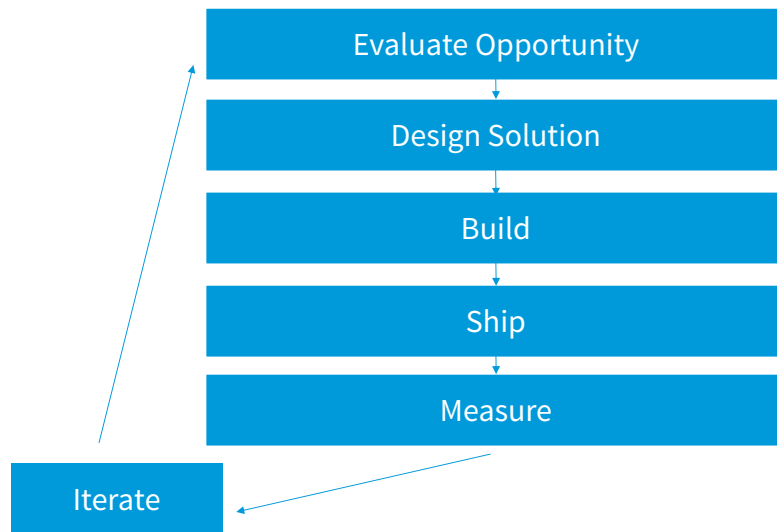 Evaluate Opportunity
Design Solution
Build
Ship
Measure
Iterate